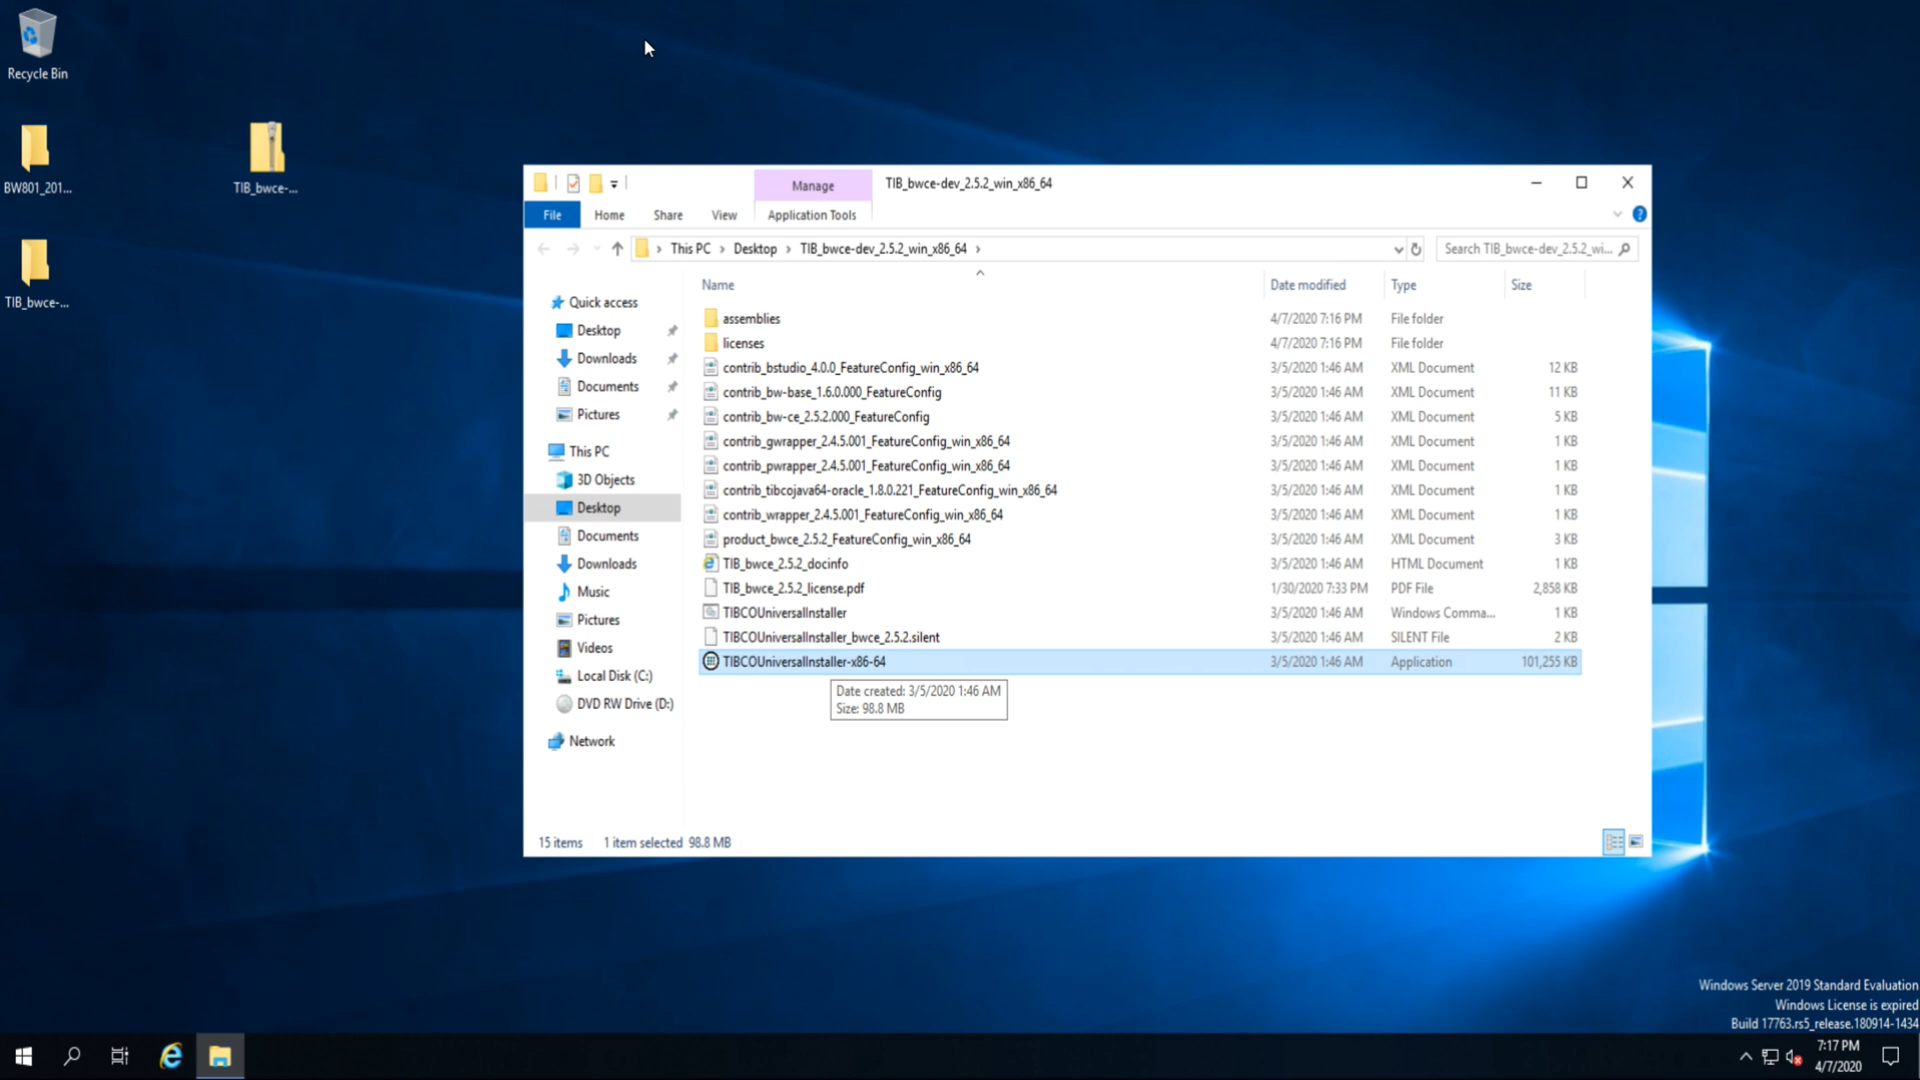 Recycle Bin
BW801_201...
TIB_bwce-...
TIB_bwce-...
Manage
TIB_bwce-dev_2.5.2_win_x86_64
File
Home
Share
View
Application Tools
This PC
Desktop
TIB_bwce-dev_2.5.2_win_x86_64
Search TIB_bwce-dev_2.5.2_wi...
Name
Date modified
Type
Size
Quick access
Desktop
Downloads
Documents
Pictures
This PC
3D Objects
Desktop
Documents
Downloads
Music
Pictures
Videos
Local Disk (C:)
DVD RW Drive (D:)
Network
assemblies 4/7/2020 7:16 PM File folder
licenses 4/7/2020 7:16 PM File folder
contrib_bstudio_4.0.0_FeatureConfig_win_x86_64 3/5/2020 1:46 AM XML Document 12 KB
contrib_bw-base_1.6.0.000_FeatureConfig 3/5/2020 1:46 AM XML Document 11 KB
contrib_bw-ce_2.5.2.000_FeatureConfig 3/5/2020 1:46 AM XML Document 5 KB
contrib_gwrapper_2.4.5.001_FeatureConfig_win_x86_64 3/5/2020 1:46 AM XML Document 1 KB
contrib_pwrapper_2.4.5.001_FeatureConfig_win_x86_64 3/5/2020 1:46 AM XML Document 1 KB
contrib_tibcojava64-oracle_1.8.0.221_FeatureConfig_win_x86_64 3/5/2020 1:46 AM XML Document 1 KB
contrib_wrapper_2.4.5.001_FeatureConfig_win_x86_64 3/5/2020 1:46 AM XML Document 1 KB
product_bwce_2.5.2_FeatureConfig_win_x86_64 3/5/2020 1:46 AM XML Document 3 KB
TIB_bwce_2.5.2_docinfo 3/5/2020 1:46 AM HTML Document 1 KB
TIB_bwce_2.5.2_license.pdf 1/30/2020 7:33 PM PDF File 2,858 KB
TIBCOUniversalInstaller 3/5/2020 1:46 AM Windows Comma... 1 KB
TIBCOUniversalInstaller_bwce_2.5.2.silent 3/5/2020 1:46 AM SILENT File 2 KB
TIBCOUniversalInstaller-x86-64 3/5/2020 1:46 AM Application 101,255 KB
Date created: 3/5/2020 1:46 AM
Size: 98.8 MB
15 items 1 item selected 98.8 MB
Windows Server 2019 Standard Evaluation
Windows License is expired
Build 17763.rs5_release.180914-1434
7:17 PM
4/7/2020